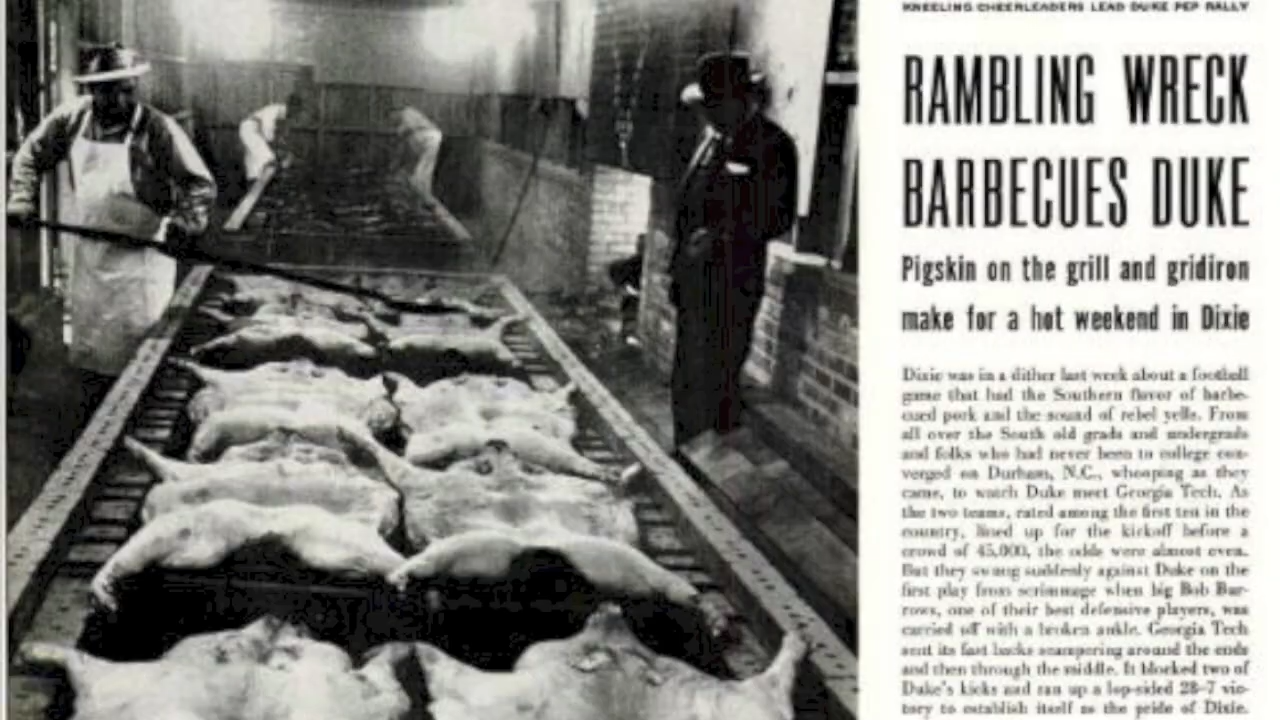 KNEELING CHEERLEADERS LEAD DUKE PEP RALLY
RAMBLING WRECK
BARBECUES DUKE
Pigskin on the grill and gridiron
make for a hot weekend in Dixie
Dixie was in a dither last week about a football
game that had the Southern flavor of barbe-
cued pork and the sound of rebel yells. From
all over the South old grads and undergrads
and folks who had never been to college con-
verged on Durham, N.C., whooping as they
came, to watch Duke meet Georgia Tech. As
the two teams, rated among the first ten in the
country, lined up for the kickoff before a
crowd of 45,000, the odds were almost even.
But they swung suddenly against Duke on the
first play from scrimmage when big Bob Bur-
rows, one of their best defensive players, was
carried off with a broken ankle. Georgia Tech
sent its fast backs scampering around the ends
and then through the middle. It blocked two of
Duke's kicks and ran up a lop-sided 28–7 vic-
tory to establish itself as the pride of Dixie.